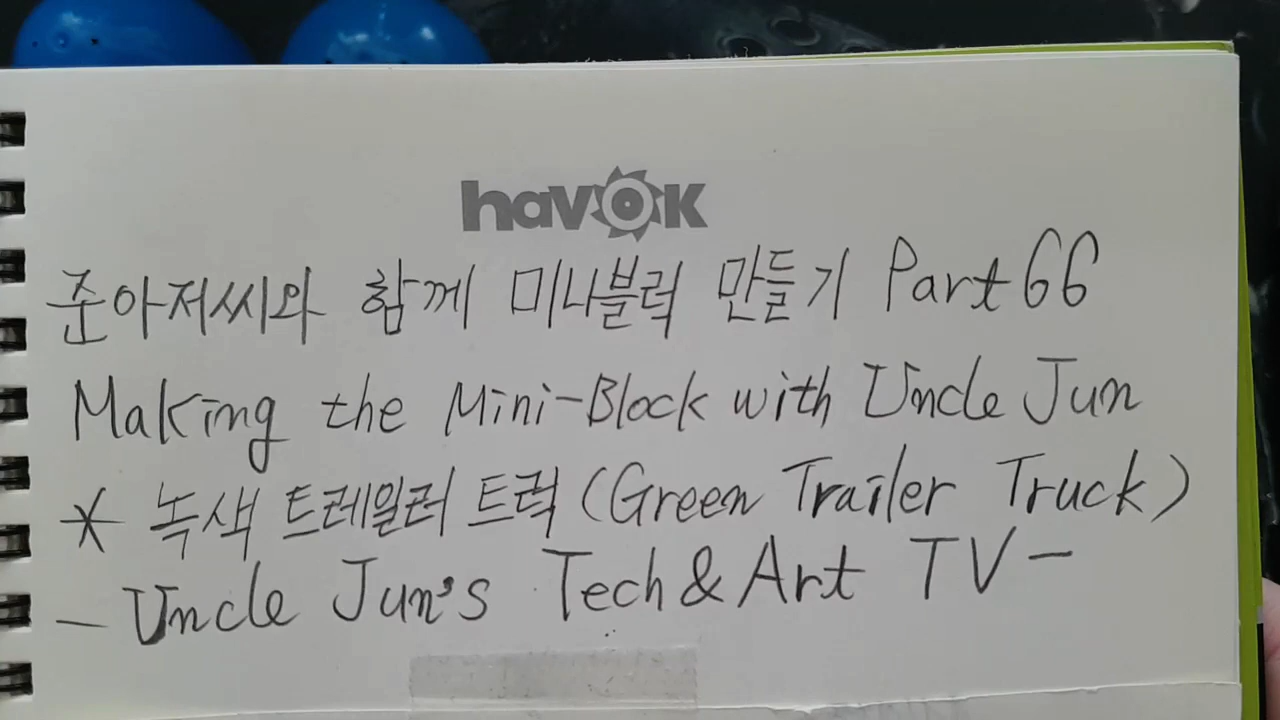 havok
준아저씨와 함께 미니블럭 만들기 Part 66
Making the Mini-Block with Uncle Jun
* 녹색 트레일러 트럭 (Green Trailer Truck)
- Uncle Jun's Tech & Art TV -